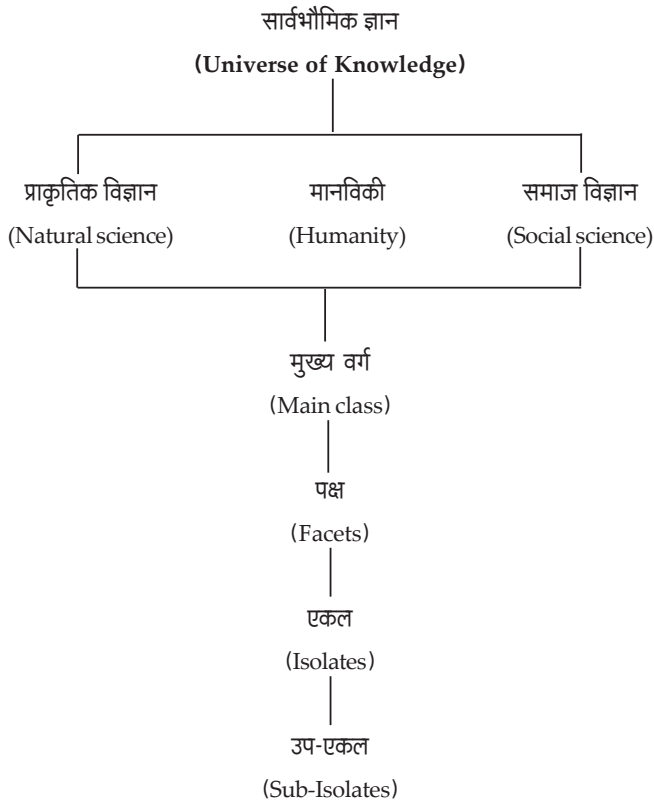 सार्वभौमिक ज्ञान
(Universe of Knowledge)
प्राकृतिक विज्ञान मानविकी समाज विज्ञान
(Natural science) (Humanity) (Social science)
मुख्य वर्ग
(Main class)
पक्ष
(Facets)
एकल
(Isolates)
उप-एकल
(Sub-Isolates)